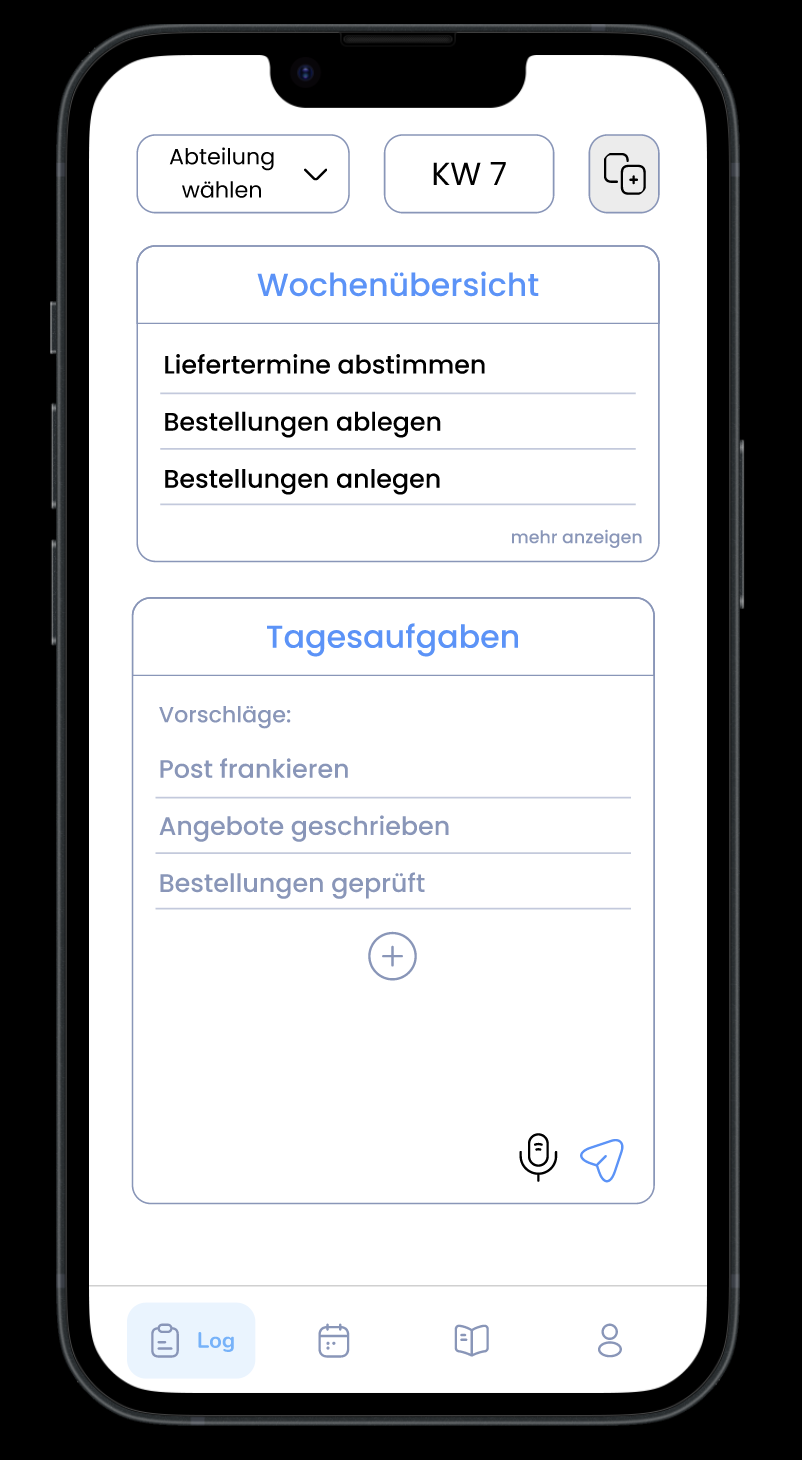 Abteilung
wählen
KW 7
Wochenübersicht
Liefertermine abstimmen
Bestellungen ablegen
Bestellungen anlegen
mehr anzeigen
Tagesaufgaben
Vorschläge:
Post frankieren
Angebote geschrieben
Bestellungen geprüft
Log